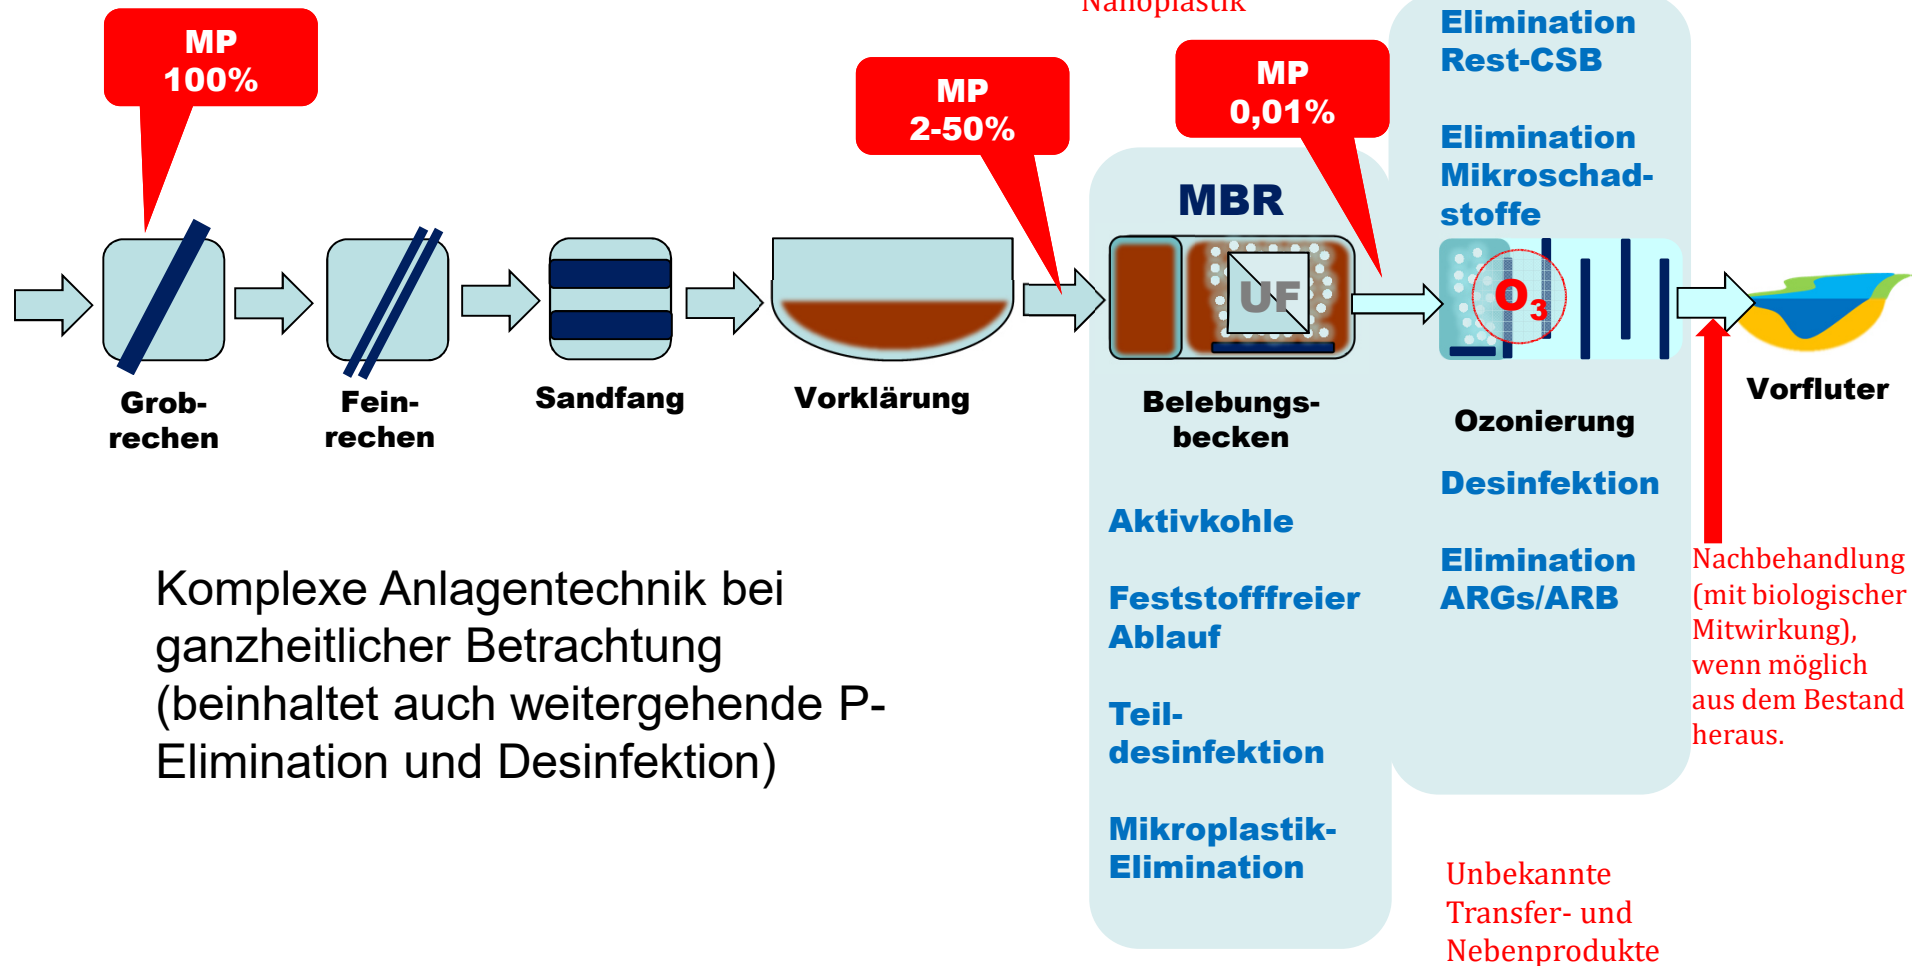 Nanoplastik
MP
100%
MP
2-50%
MP
0,01%
Elimination
Rest-CSB
Elimination
Mikroschad-
stoffe
MBR
UF
O3
Grob-
rechen
Fein-
rechen
Sandfang
Vorklärung
Belebungs-
becken
Ozonierung
Vorfluter
Aktivkohle
Feststofffreier
Ablauf
Teil-
desinfektion
Mikroplastik-
Elimination
Desinfektion
Elimination
ARGs/ARB
Nachbehandlung
(mit biologischer
Mitwirkung),
wenn möglich
aus dem Bestand
heraus.
Komplexe Anlagentechnik bei
ganzheitlicher Betrachtung
(beinhaltet auch weitergehende P-
Elimination und Desinfektion)
Unbekannte
Transfer- und
Nebenprodukte